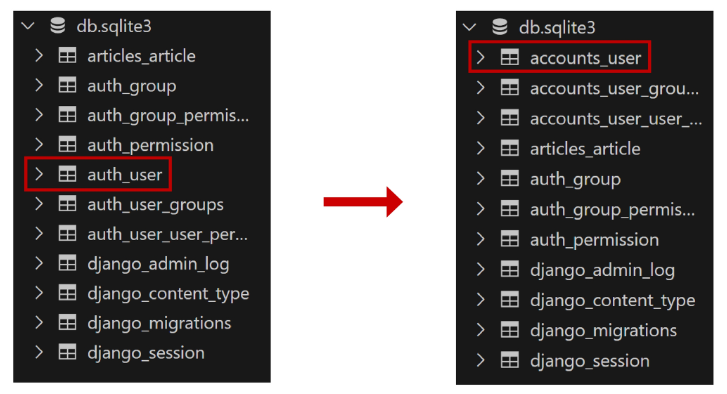 db.sqlite3
articles_article
auth_group
auth_group_permis...
auth_permission
auth_user
auth_user_groups
auth_user_user_per...
django_admin_log
django_content_type
django_migrations
django_session
db.sqlite3
accounts_user
accounts_user_grou...
accounts_user_user_...
articles_article
auth_group
auth_group_permis...
auth_permission
django_admin_log
django_content_type
django_migrations
django_session